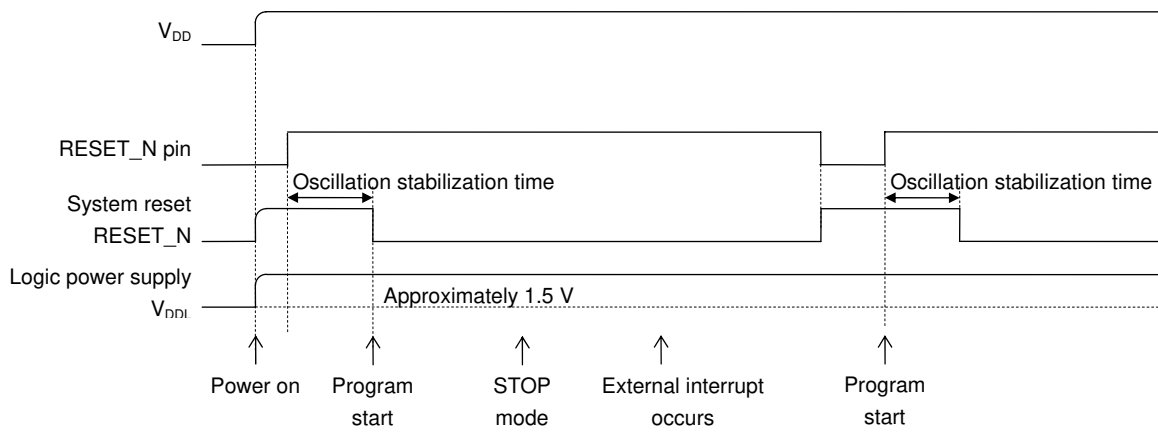 VDD
RESET_N pin
Oscillation stabilization time
Oscillation stabilization time
System reset
RESET_N
Logic power supply
Approximately 1.5 V
VDDL
Power on
Program
start
STOP
mode
External interrupt
occurs
Program
start